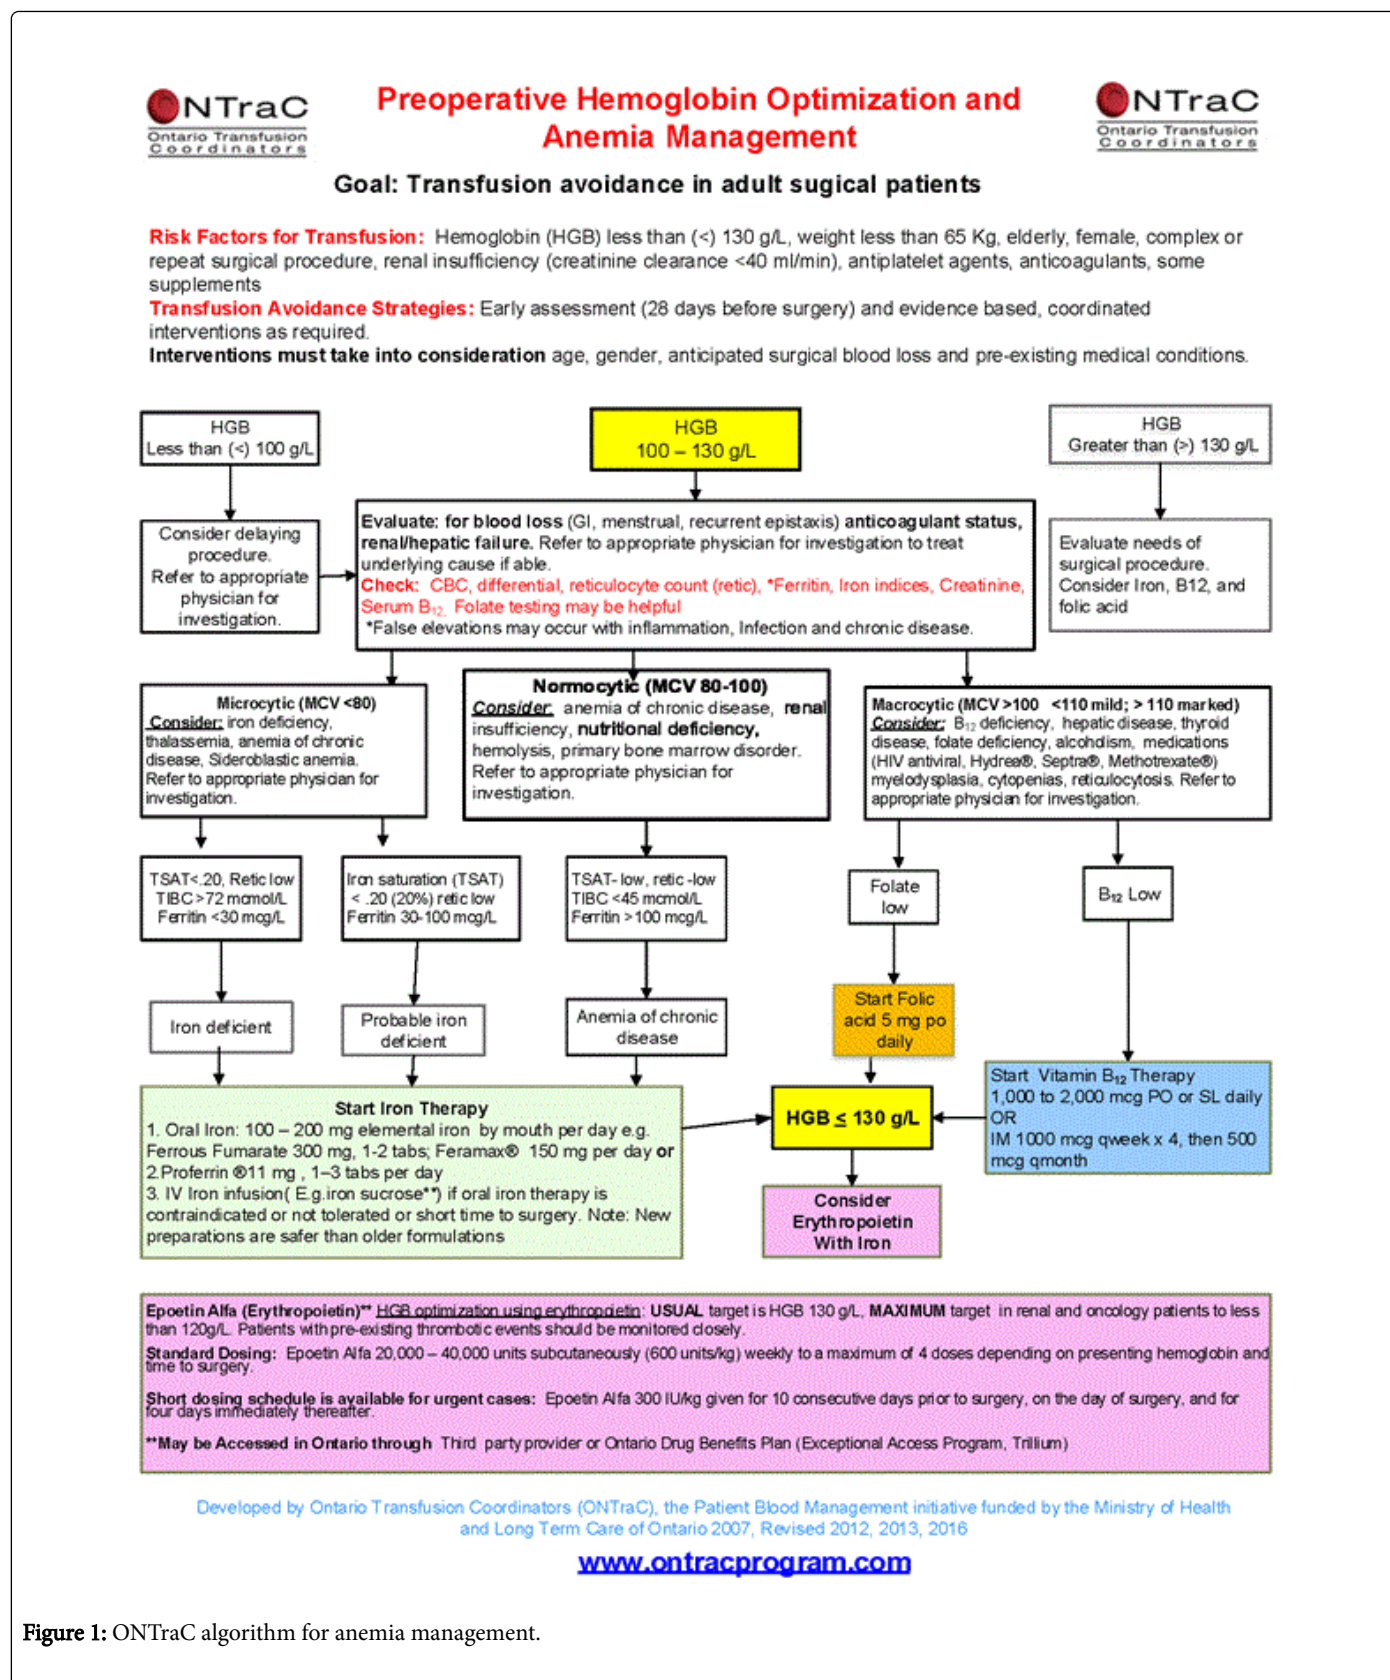 NTraC
Ontario Transfusion
Coordinators
Preoperative Hemoglobin Optimization and
Anemia Management
NTraC
Ontario Transfusion
Coordinators
Goal: Transfusion avoidance in adult sugical patients
Risk Factors for Transfusion: Hemoglobin (HGB) less than (<) 130 g/L, weight less than 65 Kg, elderly, female, complex or
repeat surgical procedure, renal insufficiency (creatinine clearance <40 ml/min), antiplatelet agents, anticoagulants, some
supplements
Transfusion Avoidance Strategies: Early assessment (28 days before surgery) and evidence based, coordinated
interventions as required.
Interventions must take into consideration age, gender, anticipated surgical blood loss and pre-existing medical conditions.
HGB
Less than (<) 100 g/L
HGB
100 – 130 g/L
HGB
Greater than (>) 130 g/L
Consider delaying
procedure.
Refer to appropriate
physician for
investigation.
Evaluate: for blood loss (GI, menstrual, recurrent epistaxis) anticoagulant status,
renal/hepatic failure. Refer to appropriate physician for investigation to treat
underlying cause if able.
Check: CBC, differential, reticulocyte count (retic), *Ferritin, Iron indices, Creatinine,
Serum B12. Folate testing may be helpful
*False elevations may occur with inflammation, Infection and chronic disease.
Evaluate needs of
surgical procedure.
Consider Iron, B12, and
folic acid
Microcytic (MCV <80)
Consider: iron deficiency,
thalassemia, anemia of chronic
disease, Sideroblastic anemia.
Refer to appropriate physician for
investigation.
Normocytic (MCV 80-100)
Consider: anemia of chronic disease, renal
insufficiency, nutritional deficiency,
hemolysis, primary bone marrow disorder.
Refer to appropriate physician for
investigation.
Macrocytic (MCV >100 <110 mild; > 110 marked)
Consider: B12 deficiency, hepatic disease, thyroid
disease, folate deficiency, alcoholism, medications
(HIV antiviral, Hydrea®, Septra®, Methotrexate®)
myelodysplasia, cytopenias, reticulocytosis. Refer to
appropriate physician for investigation.
TSAT<.20, Retic low
TIBC >72 mcmol/L
Ferritin <30 mcg/L
Iron saturation (TSAT)
< .20 (20%) retic low
Ferritin 30-100 mcg/L
TSAT- low, retic -low
TIBC <45 mcmol/L
Ferritin >100 mcg/L
Folate
low
B12 Low
Iron deficient
Probable iron
deficient
Anemia of chronic
disease
Start Folic
acid 5 mg po
daily
Start Iron Therapy
1. Oral Iron: 100 – 200 mg elemental iron by mouth per day e.g.
Ferrous Fumarate 300 mg, 1-2 tabs; Feramax® 150 mg per day or
2.Proferrin ®11 mg , 1–3 tabs per day
3. IV Iron infusion( E.g.iron sucrose**) if oral iron therapy is
contraindicated or not tolerated or short time to surgery. Note: New
preparations are safer than older formulations
HGB ≤ 130 g/L
Start Vitamin B12 Therapy
1,000 to 2,000 mcg PO or SL daily
OR
IM 1000 mcg qweek x 4, then 500
mcg qmonth
Consider
Erythropoietin
With Iron
Epoetin Alfa (Erythropoietin)** HGB optimization using erythropoietin: USUAL target is HGB 130 g/L, MAXIMUM target in renal and oncology patients to less
than 120g/L. Patients with pre-existing thrombotic events should be monitored closely.
Standard Dosing: Epoetin Alfa 20,000 – 40,000 units subcutaneously (600 units/kg) weekly to a maximum of 4 doses depending on presenting hemoglobin and
time to surgery.
Short dosing schedule is available for urgent cases: Epoetin Alfa 300 IU/kg given for 10 consecutive days prior to surgery, on the day of surgery, and for
four days immediately thereafter.
**May be Accessed in Ontario through Third party provider or Ontario Drug Benefits Plan (Exceptional Access Program, Trillium)
Developed by Ontario Transfusion Coordinators (ONTraC), the Patient Blood Management initiative funded by the Ministry of Health
and Long Term Care of Ontario 2007, Revised 2012, 2013, 2016
www.ontracprogram.com
Figure 1: ONTraC algorithm for anemia management.